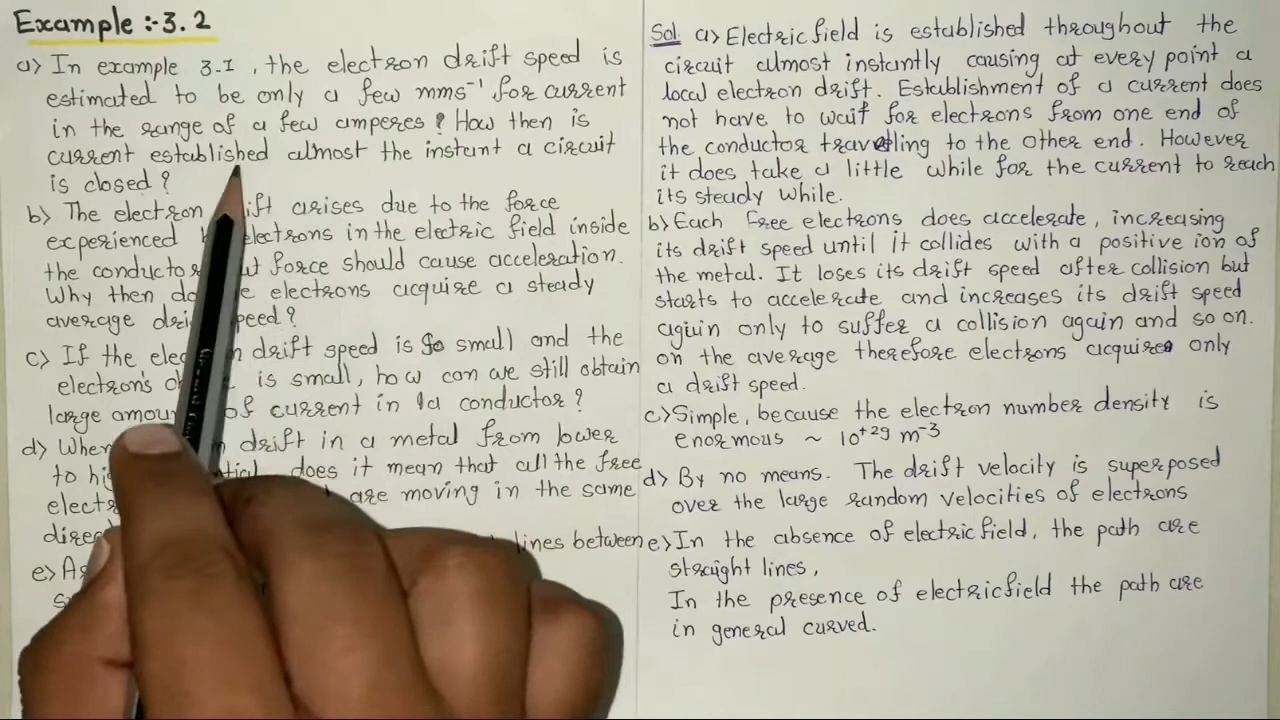 Example :- 3.2
a) In example 3.1, the electron drift speed is
estimated to be only a few mms⁻¹ for current
in the range of a few amperes? How then is
current established almost the instant a circuit
is closed?
b) The electron ift arises due to the force
experienced electrons in the electric field inside
the conducto t force should cause acceleration.
Why then do e electrons acquire a steady
average dri peed?
c) If the elec n drift speed is so small and the
electron's is small, how can we still obtain
large amou of current in a conductor?
d) When drift in a metal from lower
to hi tial, does it mean that all the free
elect are moving in the same
direc
lines between
e) A
Sol. a) Electric field is established throughout the
circuit almost instantly causing at every point a
local electron drift. Establishment of a current does
not have to wait for electrons from one end of
the conductor traveling to the other end. However
it does take a little while for the current to reach
its steady while.
b) Each free electrons does accelerate, increasing
its drift speed until it collides with a positive ion of
the metal. It loses its drift speed after collision but
starts to accelerate and increases its drift speed
again only to suffer a collision again and so on.
on the average therefore electrons acquires only
a drift speed.
c) Simple, because the electron number density is
enormous ~ 10⁺²⁹ m⁻³
d) By no means. The drift velocity is superposed
over the large random velocities of electrons
e) In the absence of electric field, the path are
straight lines,
In the presence of electricfield the path are
in general curved.